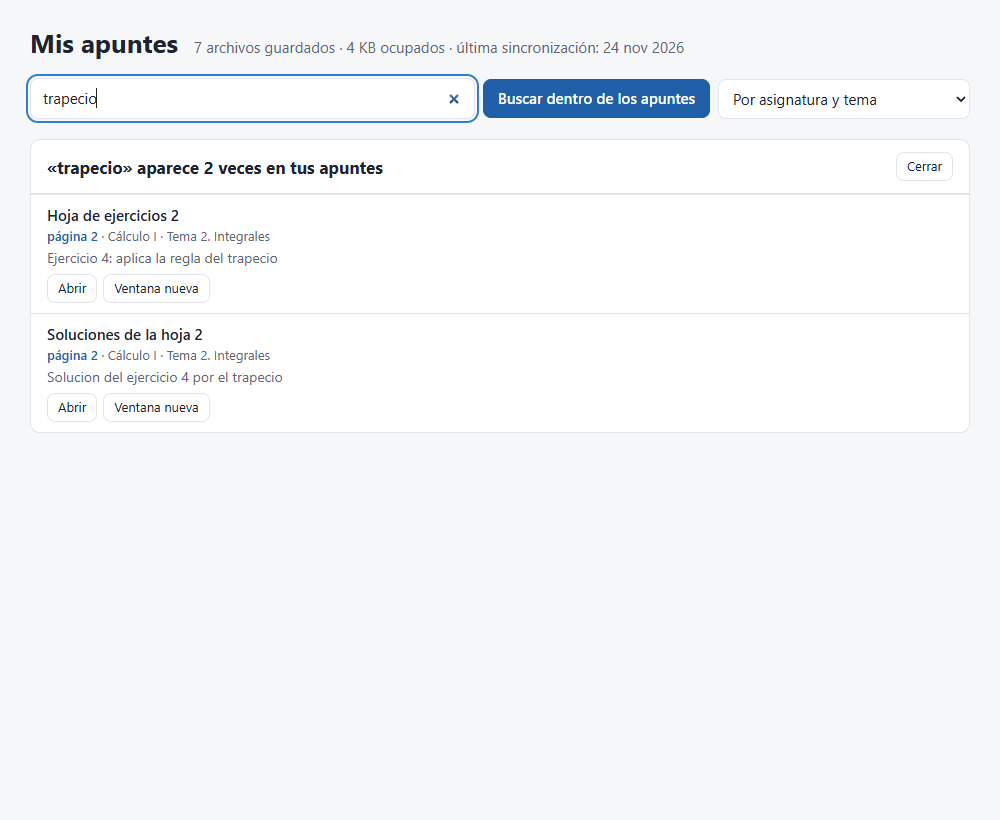 Mis apuntes 7 archivos guardados · 4 KB ocupados · última sincronización: 24 nov 2026
trapecio × Buscar dentro de los apuntes Por asignatura y tema
«trapecio» aparece 2 veces en tus apuntes Cerrar
Hoja de ejercicios 2
página 2 · Cálculo I · Tema 2. Integrales
Ejercicio 4: aplica la regla del trapecio
Abrir Ventana nueva
Soluciones de la hoja 2
página 2 · Cálculo I · Tema 2. Integrales
Solucion del ejercicio 4 por el trapecio
Abrir Ventana nueva